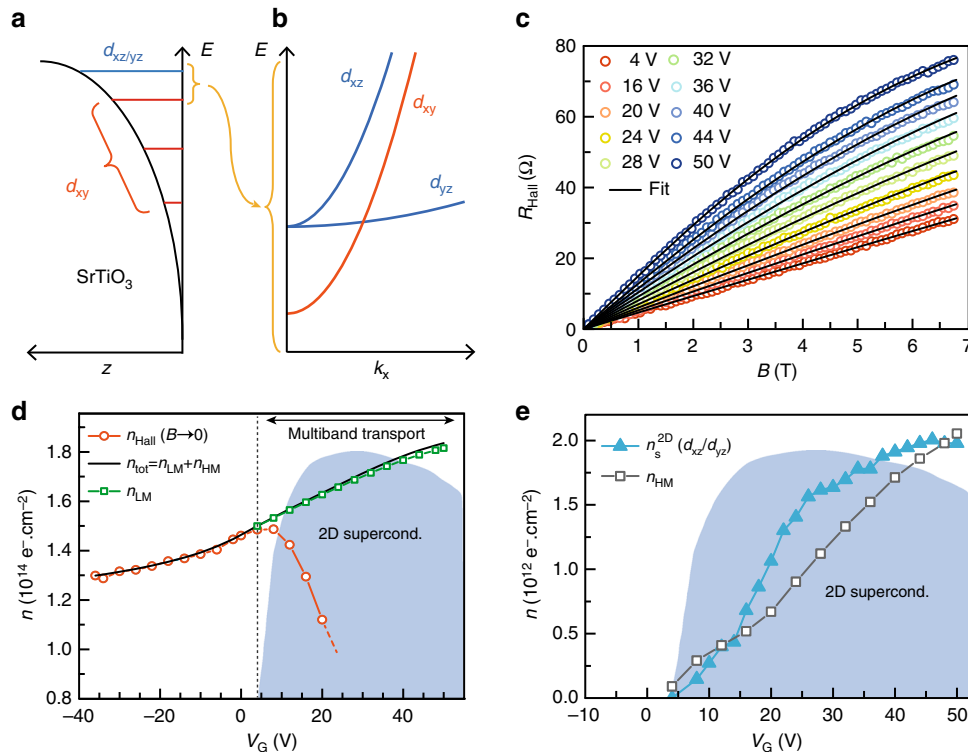 a
b
c
d_xz/yz
E
E
d_xz
d_xy
d_yz
d_xy
SrTiO3
z
k_x
R_Hall (Ω)
80
60
40
20
0
4 V
32 V
16 V
36 V
20 V
40 V
24 V
44 V
28 V
50 V
Fit
0 1 2 3 4 5 6 7
B (T)
d
n_Hall (B→0)
n_tot=n_LM+n_HM
n_LM
Multiband transport
2D supercond.
n (10^14 e-.cm-2)
1.8
1.6
1.4
1.2
1.0
0.8
−40 −20 0 20 40
V_G (V)
e
n_s^2D (d_xz/d_yz)
n_HM
2D supercond.
n (10^12 e-.cm-2)
2.0
1.5
1.0
0.5
0.0
−10 0 10 20 30 40 50
V_G (V)